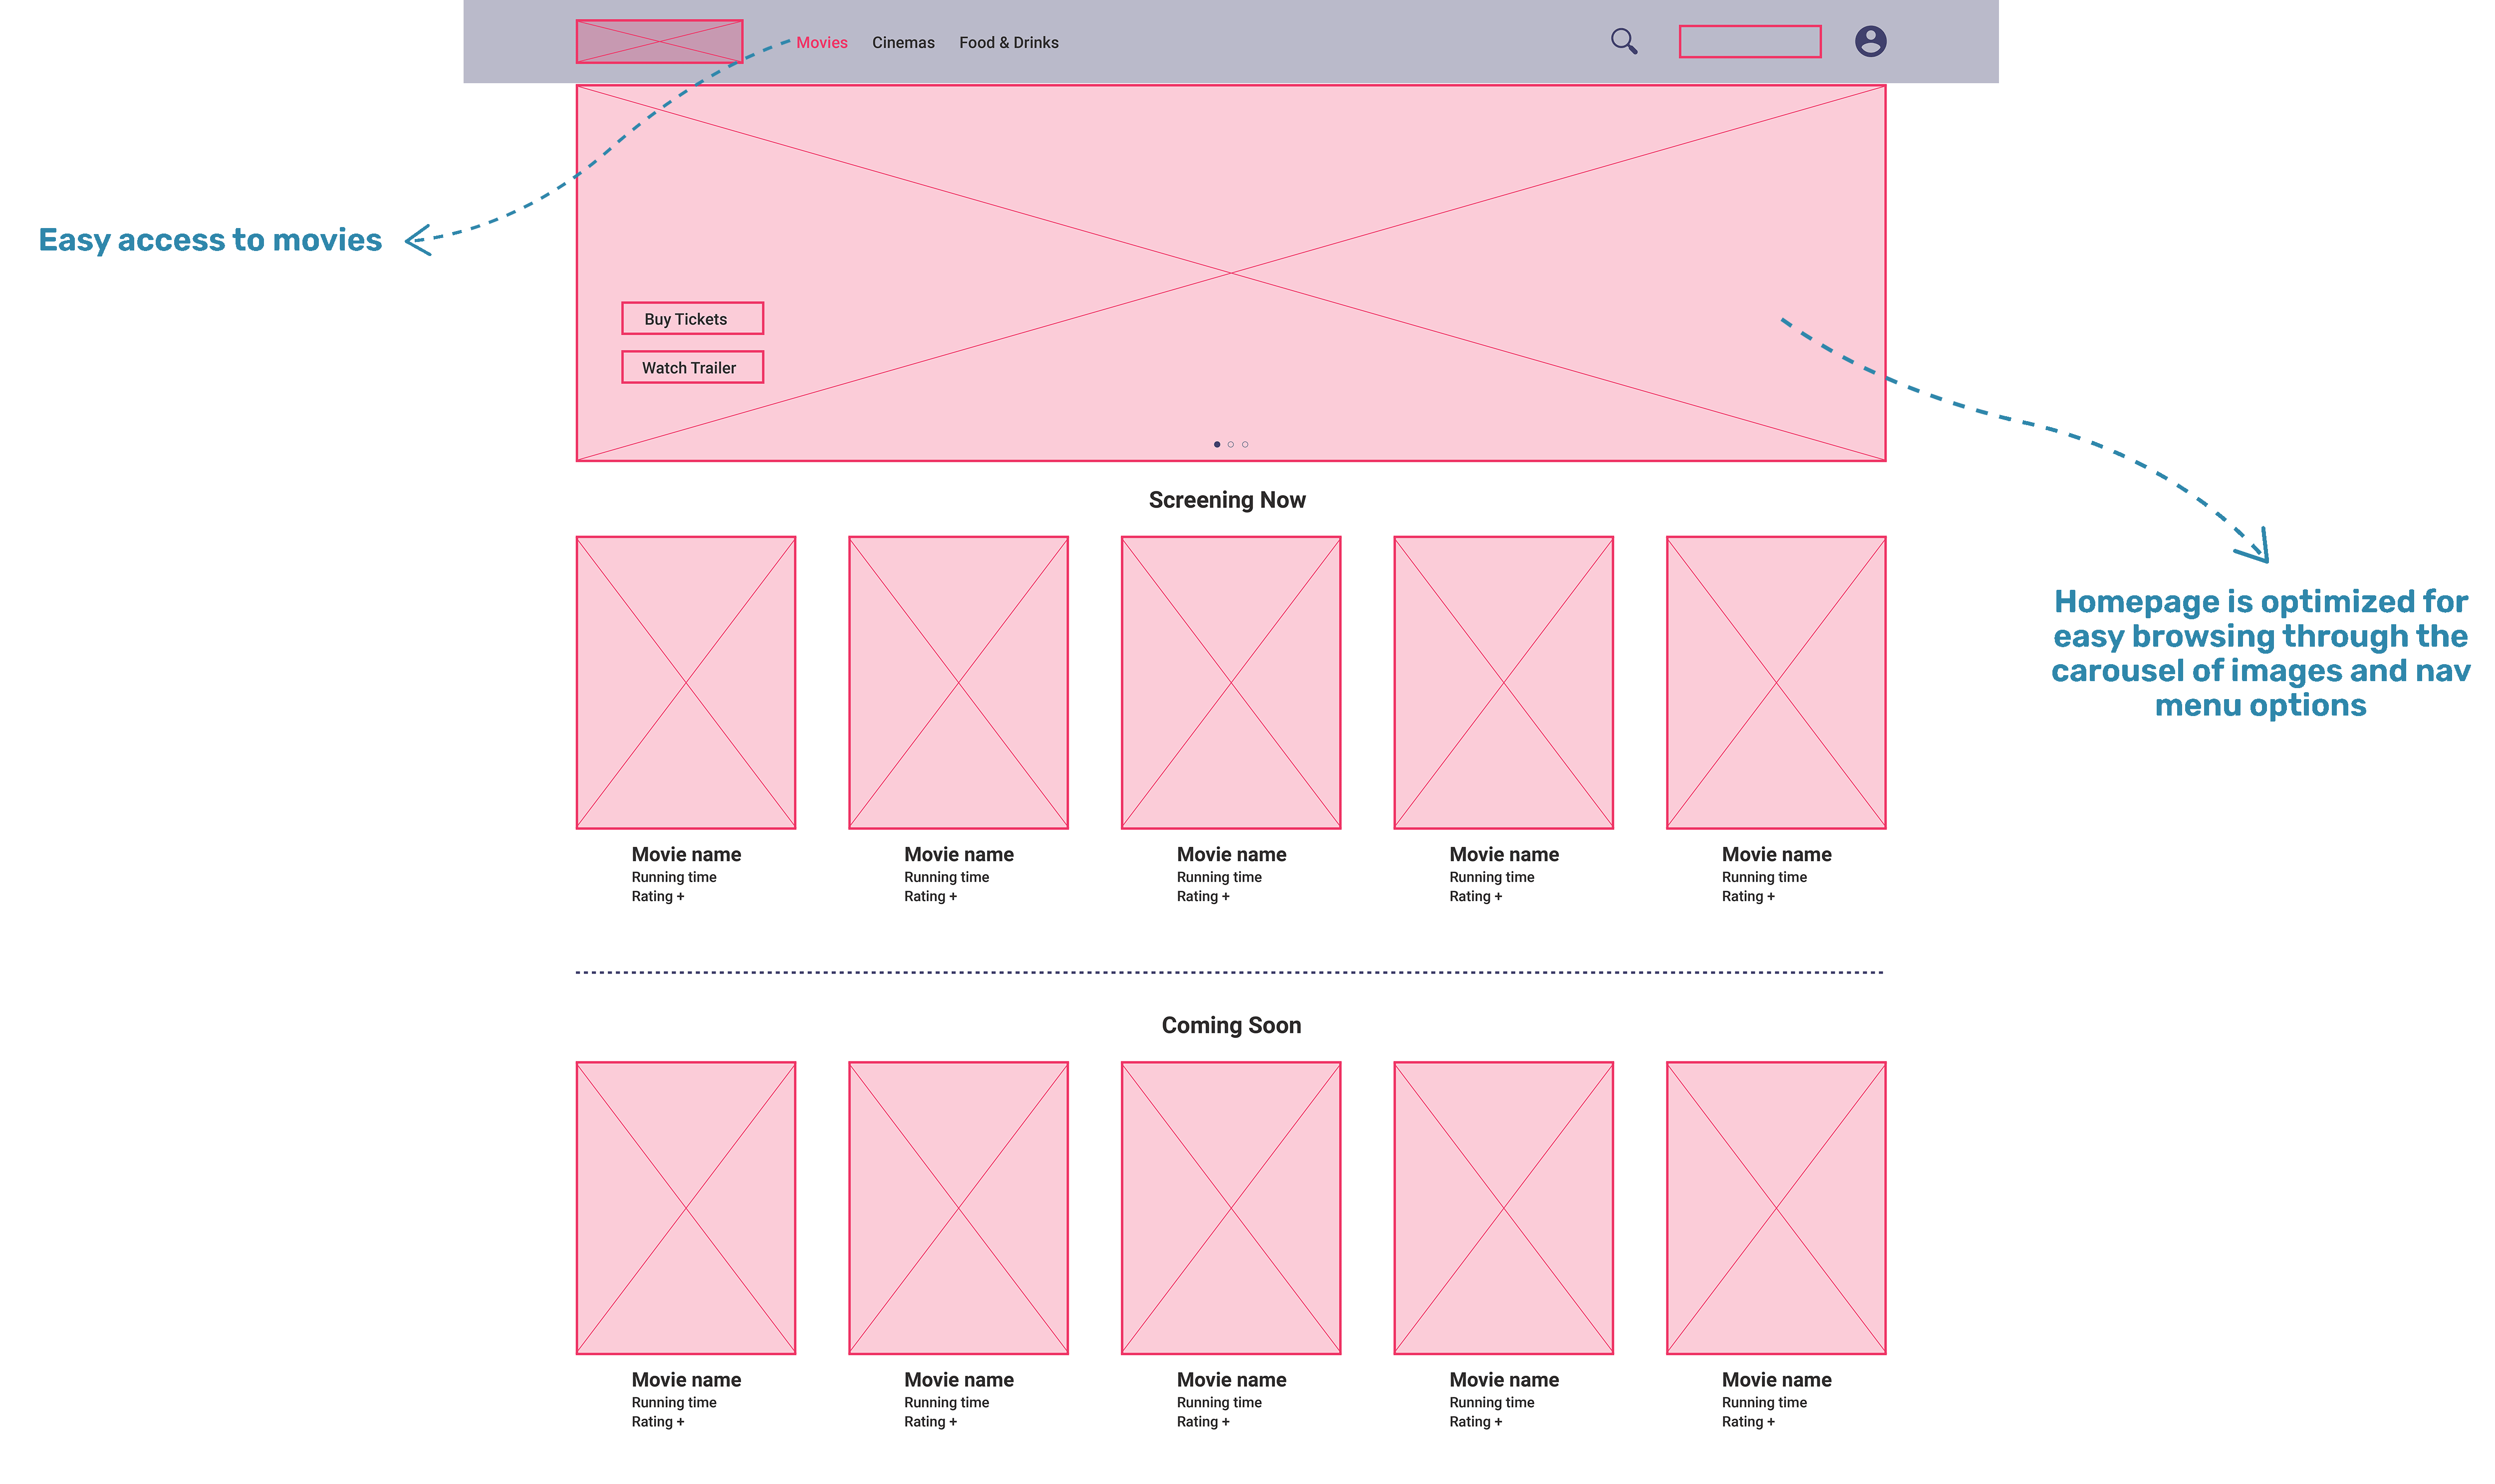 Movies Cinemas Food & Drinks
Easy access to movies
Buy Tickets
Watch Trailer
Screening Now
Homepage is optimized for
easy browsing through the
carousel of images and nav
menu options
Movie name
Running time
Rating +
Movie name
Running time
Rating +
Movie name
Running time
Rating +
Movie name
Running time
Rating +
Movie name
Running time
Rating +
Coming Soon
Movie name
Running time
Rating +
Movie name
Running time
Rating +
Movie name
Running time
Rating +
Movie name
Running time
Rating +
Movie name
Running time
Rating +